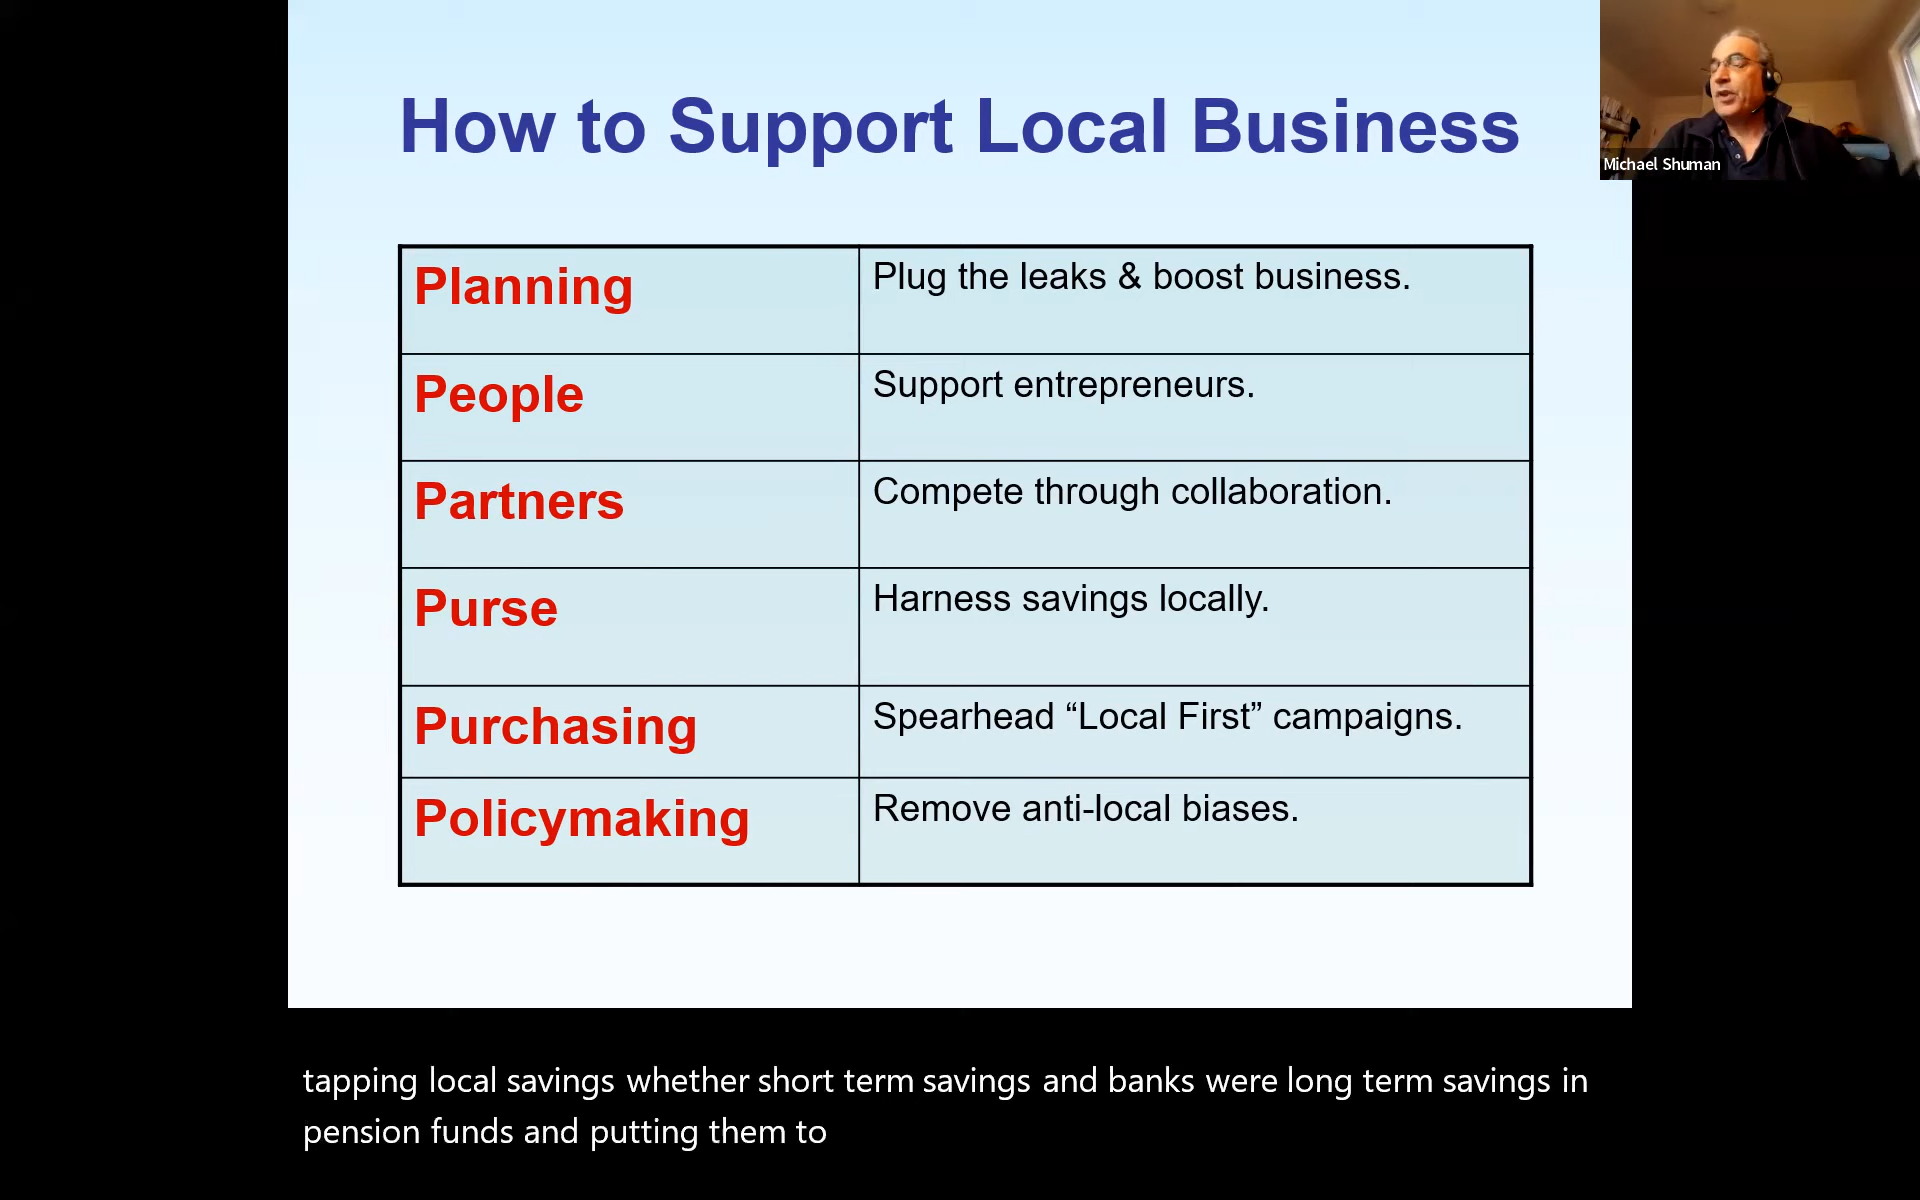 How to Support Local Business
Michael Shuman
Planning
Plug the leaks & boost business.
People
Support entrepreneurs.
Partners
Compete through collaboration.
Purse
Harness savings locally.
Purchasing
Spearhead “Local First” campaigns.
Policymaking
Remove anti-local biases.
tapping local savings whether short term savings and banks were long term savings in
pension funds and putting them to